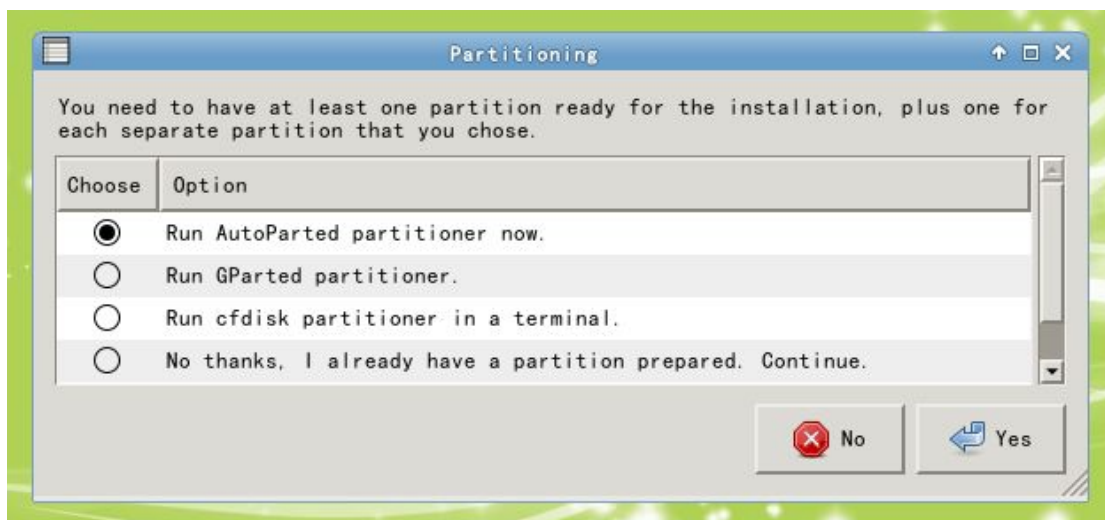 Partitioning
You need to have at least one partition ready for the installation, plus one for
each separate partition that you chose.
Choose Option
Run AutoParted partitioner now.
Run GParted partitioner.
Run cfdisk partitioner in a terminal.
No thanks, I already have a partition prepared. Continue.
No Yes